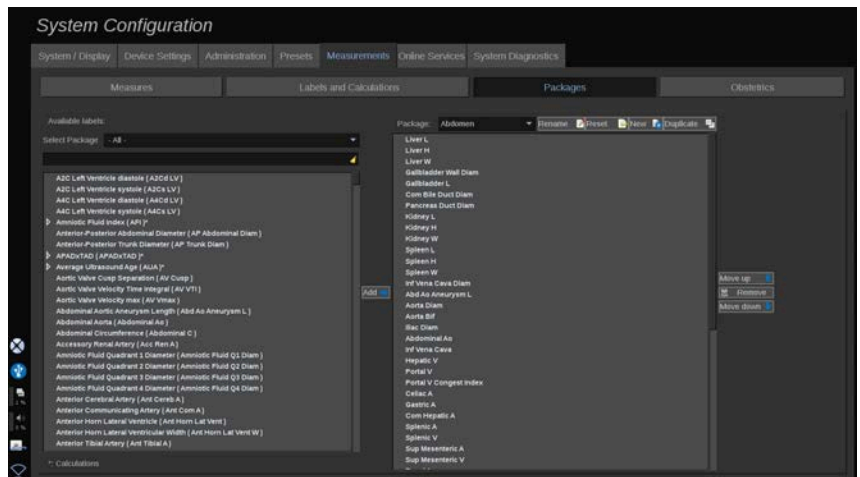 System Configuration
System / Display Device Settings Administration Presets Measurements Online Services System Diagnostics
Measures Labels and Calculations Packages Obstetrics
Available labels:
Select Package - All -
A2C Left Ventricle diastole ( A2Cd LV )
A2C Left Ventricle systole ( A2Cs LV )
A4C Left Ventricle diastole ( A4Cd LV )
A4C Left Ventricle systole ( A4Cs LV )
Amniotic Fluid Index ( AFI )*
Anterior-Posterior Abdominal Diameter ( AP Abdominal Diam )
Anterior-Posterior Trunk Diameter ( AP Trunk Diam )
APADxTAD ( APADxTAD )*
Average Ultrasound Age ( AUA )*
Aortic Valve Cusp Separation ( AV Cusp )
Aortic Valve Velocity Time Integral ( AV VTI )
Aortic Valve Velocity max ( AV Vmax )
Abdominal Aortic Aneurysm Length ( Abd Ao Aneurysm L )
Abdominal Aorta ( Abdominal Ao )
Abdominal Circumference ( Abdominal C )
Accessory Renal Artery ( Acc Ren A )
Amniotic Fluid Quadrant 1 Diameter ( Amniotic Fluid Q1 Diam )
Amniotic Fluid Quadrant 2 Diameter ( Amniotic Fluid Q2 Diam )
Amniotic Fluid Quadrant 3 Diameter ( Amniotic Fluid Q3 Diam )
Amniotic Fluid Quadrant 4 Diameter ( Amniotic Fluid Q4 Diam )
Anterior Cerebral Artery ( Ant Cereb A )
Anterior Communicating Artery ( Ant Com A )
Anterior Horn Lateral Ventricle ( Ant Horn Lat Vent )
Anterior Horn Lateral Ventricular Width ( Ant Horn Lat Vent W )
Anterior Tibial Artery ( Ant Tibial A )
*: Calculations
Add
Package: Abdomen Rename Reset New Duplicate
Liver L
Liver H
Liver W
Gallbladder Wall Diam
Gallbladder L
Com Bile Duct Diam
Pancreas Duct Diam
Kidney L
Kidney H
Kidney W
Spleen L
Spleen H
Spleen W
Inf Vena Cava Diam
Abd Ao Aneurysm L
Aorta Diam
Aorta Bif
Iliac Diam
Abdominal Ao
Inf Vena Cava
Hepatic V
Portal V
Portal V Congest Index
Celiac A
Gastric A
Com Hepatic A
Splenic A
Splenic V
Sup Mesenteric A
Sup Mesenteric V
Move up
Remove
Move down